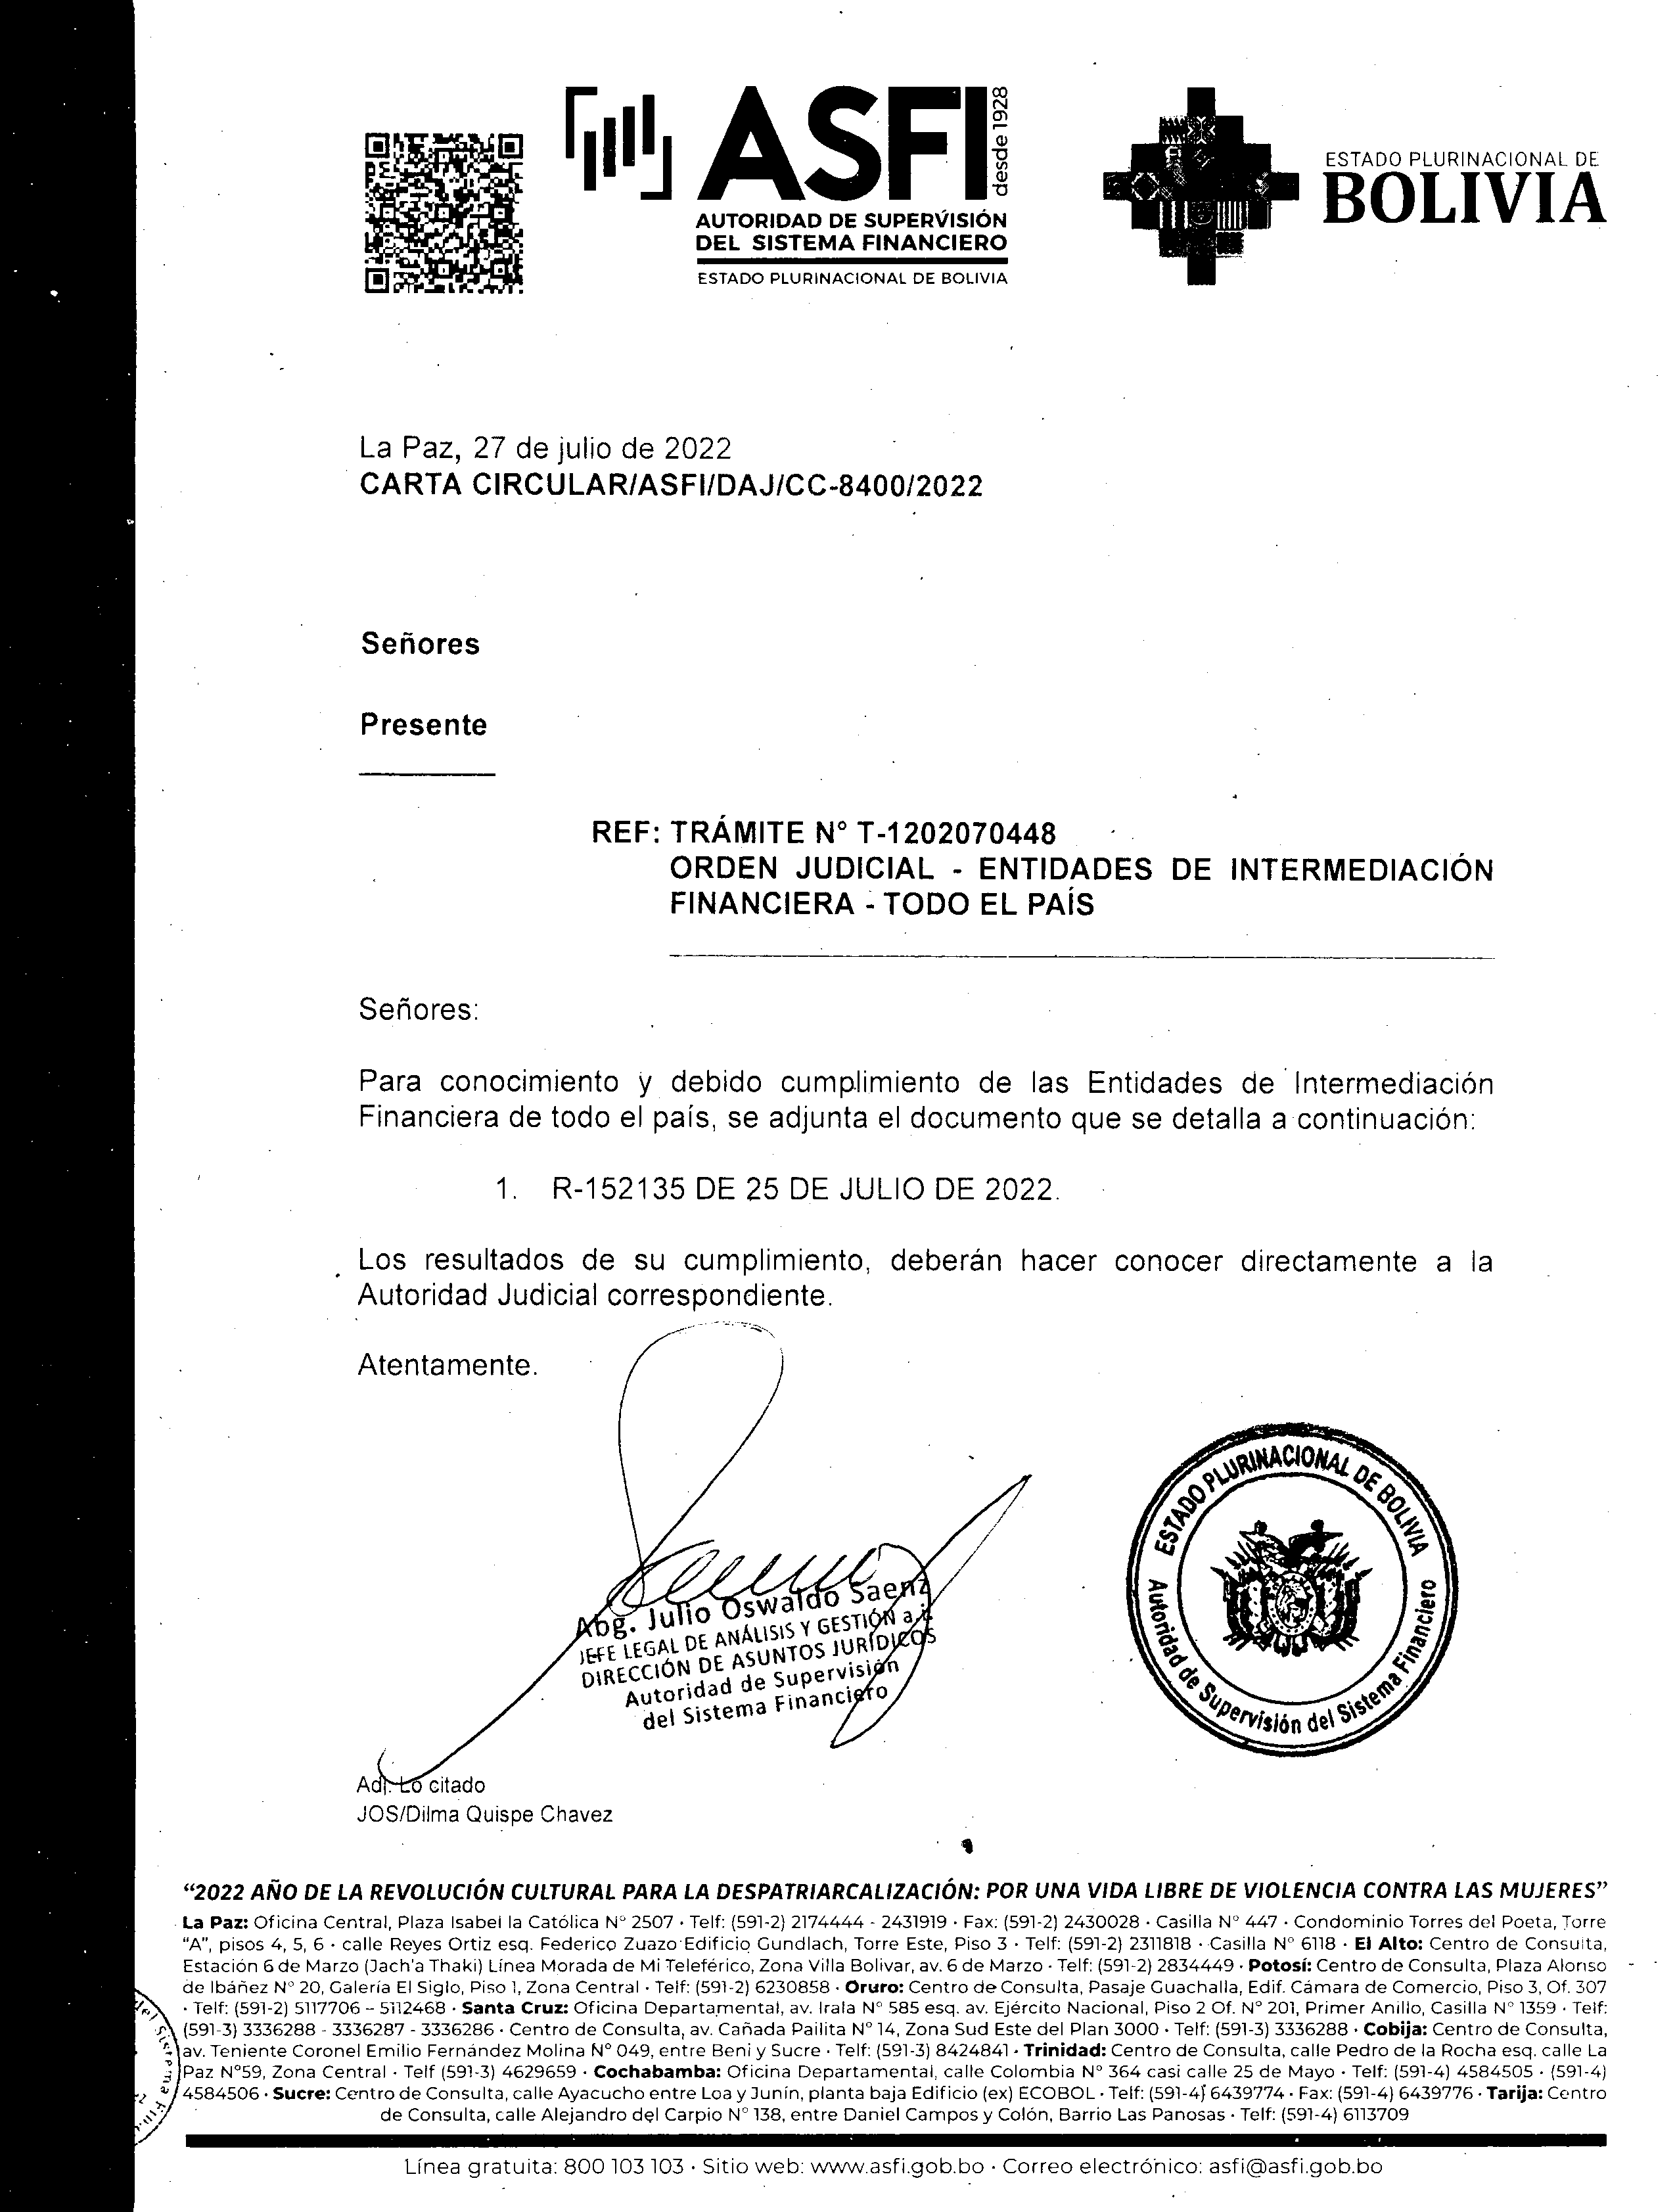 ASFI
desde 1928
AUTORIDAD DE SUPERVISIÓN
DEL SISTEMA FINANCIERO
ESTADO PLURINACIONAL DE BOLIVIA
ESTADO PLURINACIONAL DE
BOLIVIA
La Paz, 27 de julio de 2022
CARTA CIRCULAR/ASFI/DAJ/CC-8400/2022
Señores
Presente
REF: TRÁMITE N° T-1202070448
ORDEN JUDICIAL - ENTIDADES DE INTERMEDIACIÓN
FINANCIERA - TODO EL PAÍS
Señores:
Para conocimiento y debido cumplimiento de las Entidades de Intermediación
Financiera de todo el país, se adjunta el documento que se detalla a continuación:
1. R-152135 DE 25 DE JULIO DE 2022.
Los resultados de su cumplimiento, deberán hacer conocer directamente a la
Autoridad Judicial correspondiente.
Atentamente.
Abg. Julio Oswaldo Saenz
JEFE LEGAL DE ANÁLISIS Y GESTIÓN a.i.
DIRECCIÓN DE ASUNTOS JURÍDICOS
Autoridad de Supervisión
del Sistema Financiero
ESTADO PLURINACIONAL DE BOLIVIA
Autoridad de Supervisión del Sistema Financiero
Adj. Lo citado
JOS/Dilma Quispe Chavez
"2022 AÑO DE LA REVOLUCIÓN CULTURAL PARA LA DESPATRIARCALIZACIÓN: POR UNA VIDA LIBRE DE VIOLENCIA CONTRA LAS MUJERES"
La Paz: Oficina Central, Plaza Isabel la Católica N° 2507 · Telf: (591-2) 2174444 - 2431919 · Fax: (591-2) 2430028 · Casilla N° 447 · Condominio Torres del Poeta, Torre
"A", pisos 4, 5, 6 · calle Reyes Ortiz esq. Federico Zuazo Edificio Gundlach, Torre Este, Piso 3 · Telf: (591-2) 2311818 · Casilla N° 6118 · El Alto: Centro de Consulta,
Estación 6 de Marzo (Jach'a Thaki) Línea Morada de Mi Teleférico, Zona Villa Bolivar, av. 6 de Marzo · Telf: (591-2) 2834449 · Potosí: Centro de Consulta, Plaza Alonso
de Ibáñez N° 20, Galería El Siglo, Piso 1, Zona Central · Telf: (591-2) 6230858 · Oruro: Centro de Consulta, Pasaje Guachalla, Edif. Cámara de Comercio, Piso 3, Of. 307
· Telf: (591-2) 5117706 – 5112468 · Santa Cruz: Oficina Departamental, av. Irala N° 585 esq. av. Ejército Nacional, Piso 2 Of. N° 201, Primer Anillo, Casilla N° 1359 · Telf:
(591-3) 3336288 - 3336287 - 3336286 · Centro de Consulta, av. Cañada Pailita N° 14, Zona Sud Este del Plan 3000 · Telf: (591-3) 3336288 · Cobija: Centro de Consulta,
av. Teniente Coronel Emilio Fernández Molina N° 049, entre Beni y Sucre · Telf: (591-3) 8424841 · Trinidad: Centro de Consulta, calle Pedro de la Rocha esq. calle La
Paz N°59, Zona Central · Telf (591-3) 4629659 · Cochabamba: Oficina Departamental, calle Colombia N° 364 casi calle 25 de Mayo · Telf: (591-4) 4584505 · (591-4)
4584506 · Sucre: Centro de Consulta, calle Ayacucho entre Loa y Junín, planta baja Edificio (ex) ECOBOL · Telf: (591-4) 6439774 · Fax: (591-4) 6439776 · Tarija: Centro
de Consulta, calle Alejandro del Carpio N° 138, entre Daniel Campos y Colón, Barrio Las Panosas · Telf: (591-4) 6113709
Línea gratuita: 800 103 103 · Sitio web: www.asfi.gob.bo · Correo electrónico: asfi@asfi.gob.bo